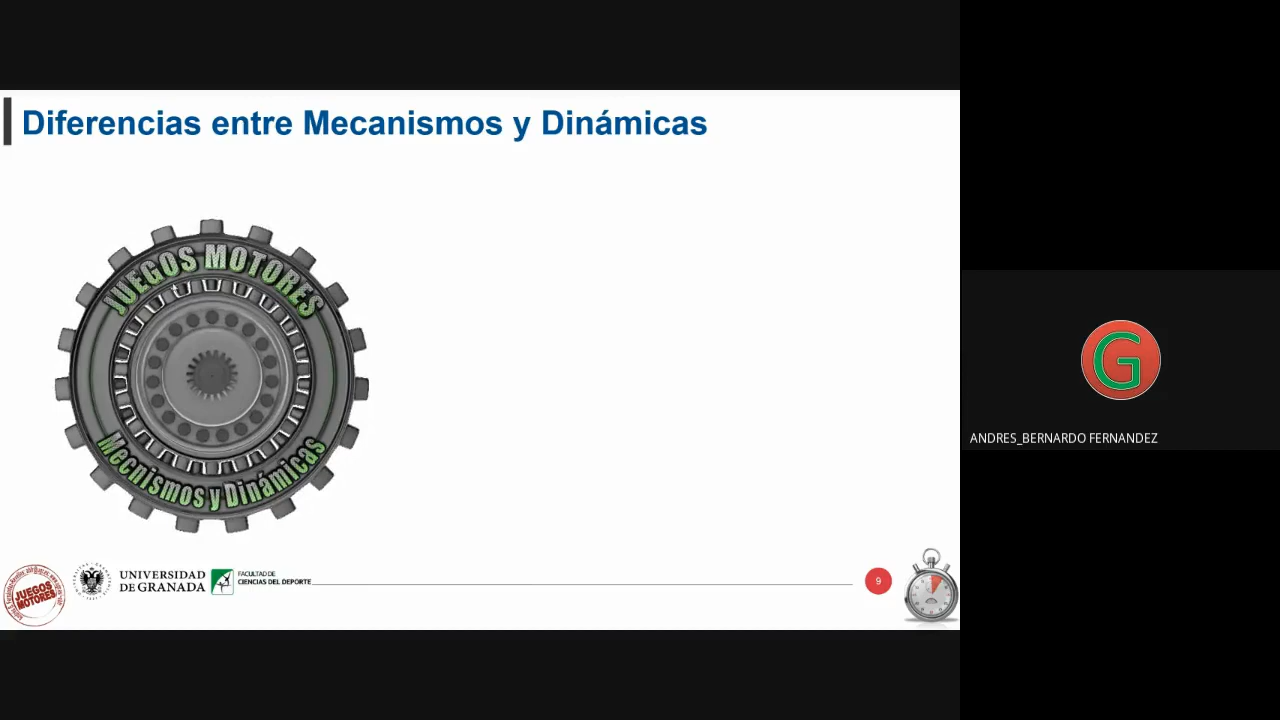 Diferencias entre Mecanismos y Dinámicas
JUEGOS MOTORES
Mecnismos y Dinámicas
JUEGOS
MOTORES
UNIVERSIDAD
DE GRANADA
FACULTAD DE
CIENCIAS DEL DEPORTE
9
G
ANDRES_BERNARDO FERNANDEZ